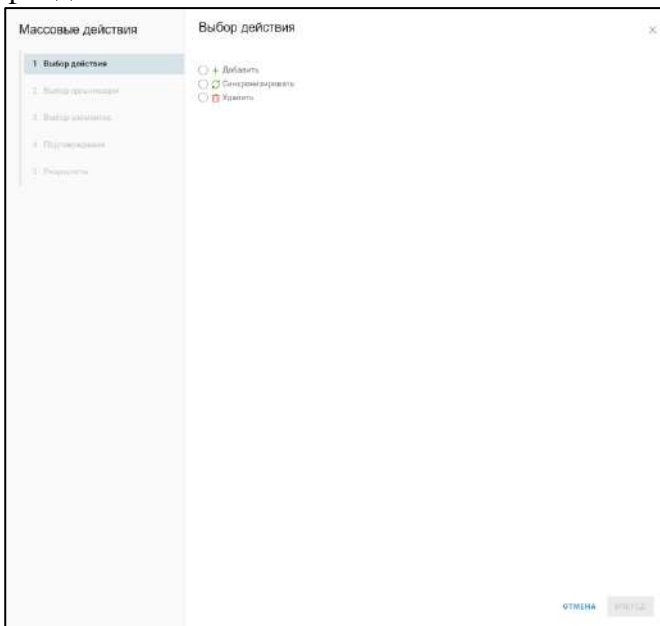 Массовые действия
Выбор действия
1 Выбор действия
2 Выбор организации
3 Выбор элементов
4 Подтверждение
5 Результаты
Добавить
Синхронизировать
Удалить
ОТМЕНА
ВПЕРЕД